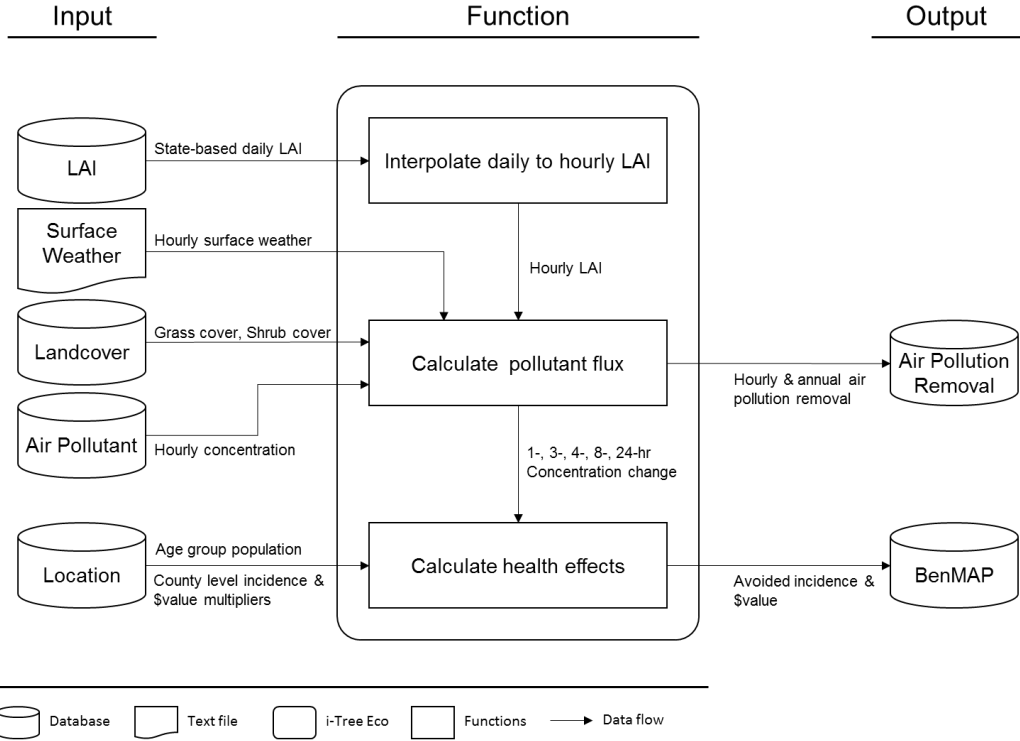 Input
Function
Output
LAI
State-based daily LAI
Interpolate daily to hourly LAI
Surface
Weather
Hourly surface weather
Hourly LAI
Landcover
Grass cover, Shrub cover
Calculate pollutant flux
Hourly & annual air
pollution removal
Air Pollution
Removal
Air Pollutant
Hourly concentration
1-, 3-, 4-, 8-, 24-hr
Concentration change
Location
Age group population
County level incidence &
$value multipliers
Calculate health effects
Avoided incidence &
$value
BenMAP
Database
Text file
i-Tree Eco
Functions
Data flow